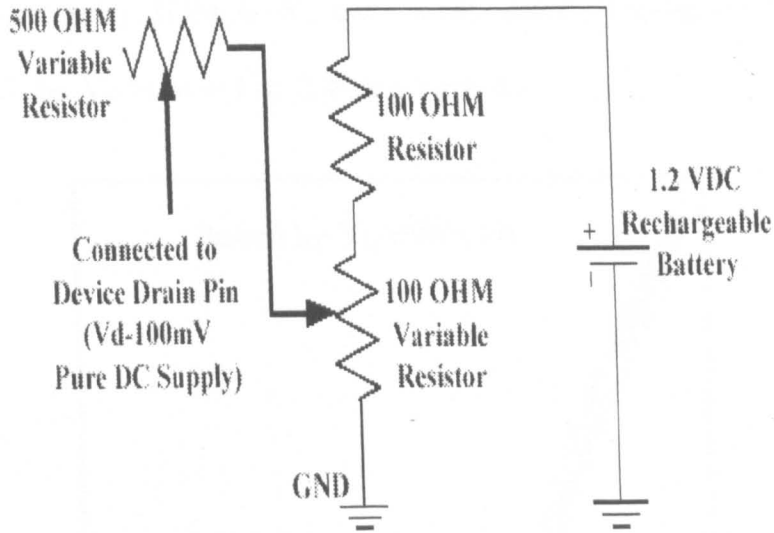 500 OHM
Variable
Resistor
100 OHM
Resistor
1.2 VDC
Rechargeable
Battery
+
-
Connected to
Device Drain Pin
(Vd-100mV
Pure DC Supply)
100 OHM
Variable
Resistor
GND